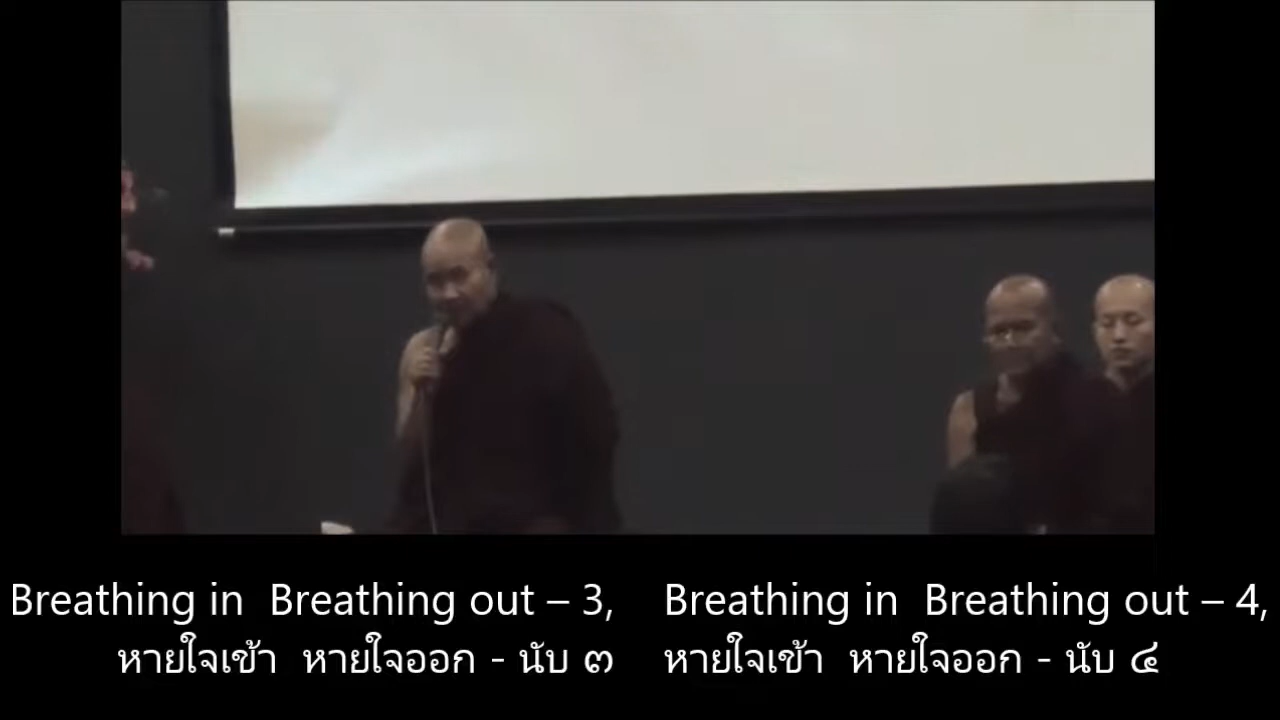 Breathing in  Breathing out – 3,    Breathing in  Breathing out – 4,
หายใจเข้า  หายใจออก - นับ ๓    หายใจเข้า  หายใจออก - นับ ๔